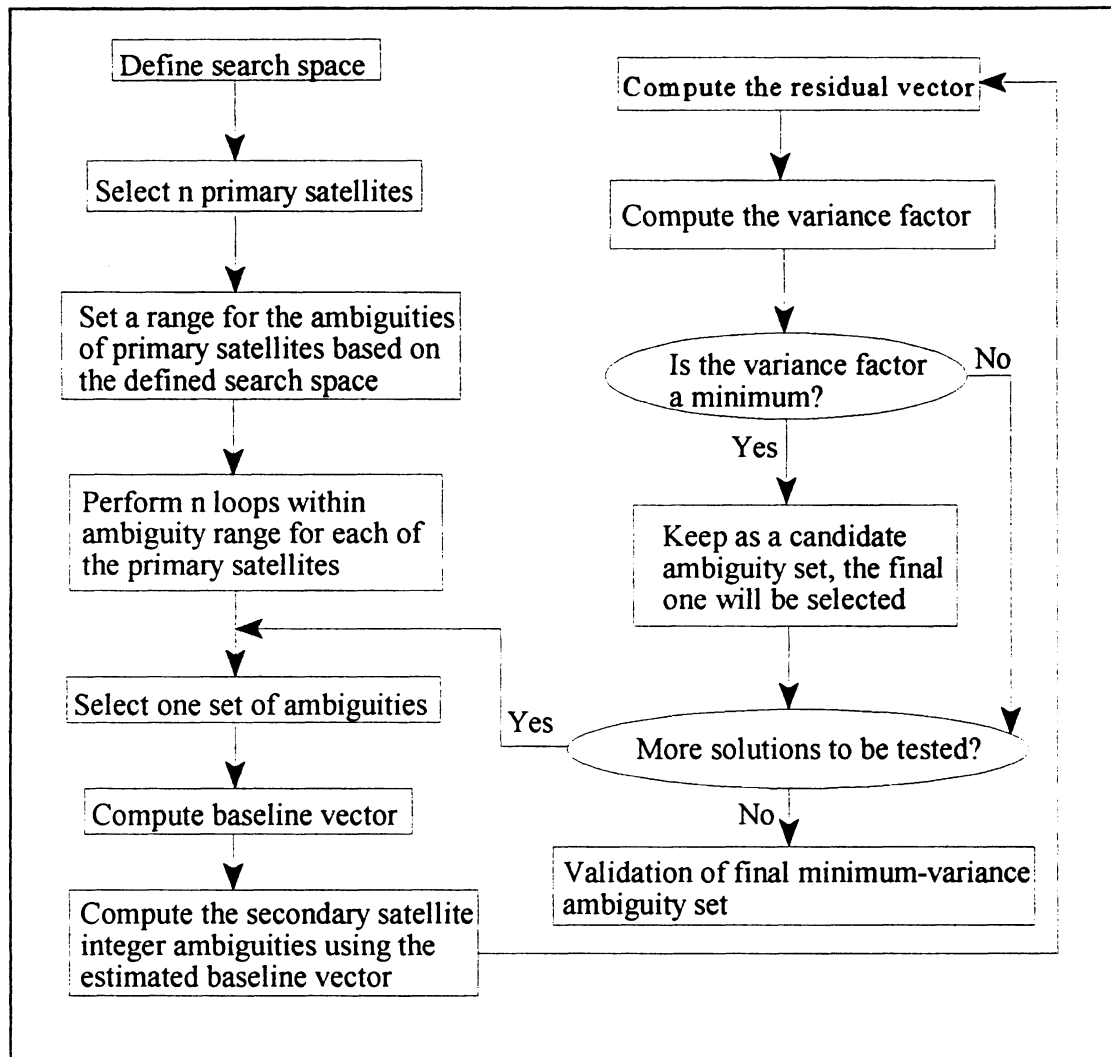 Define search space
Select n primary satellites
Set a range for the ambiguities
of primary satellites based on
the defined search space
Perform n loops within
ambiguity range for each of
the primary satellites
Select one set of ambiguities
Compute baseline vector
Compute the secondary satellite
integer ambiguities using the
estimated baseline vector
Compute the residual vector
Compute the variance factor
Is the variance factor
a minimum?
No
Yes
Keep as a candidate
ambiguity set, the final
one will be selected
Yes
More solutions to be tested?
No
Validation of final minimum-variance
ambiguity set